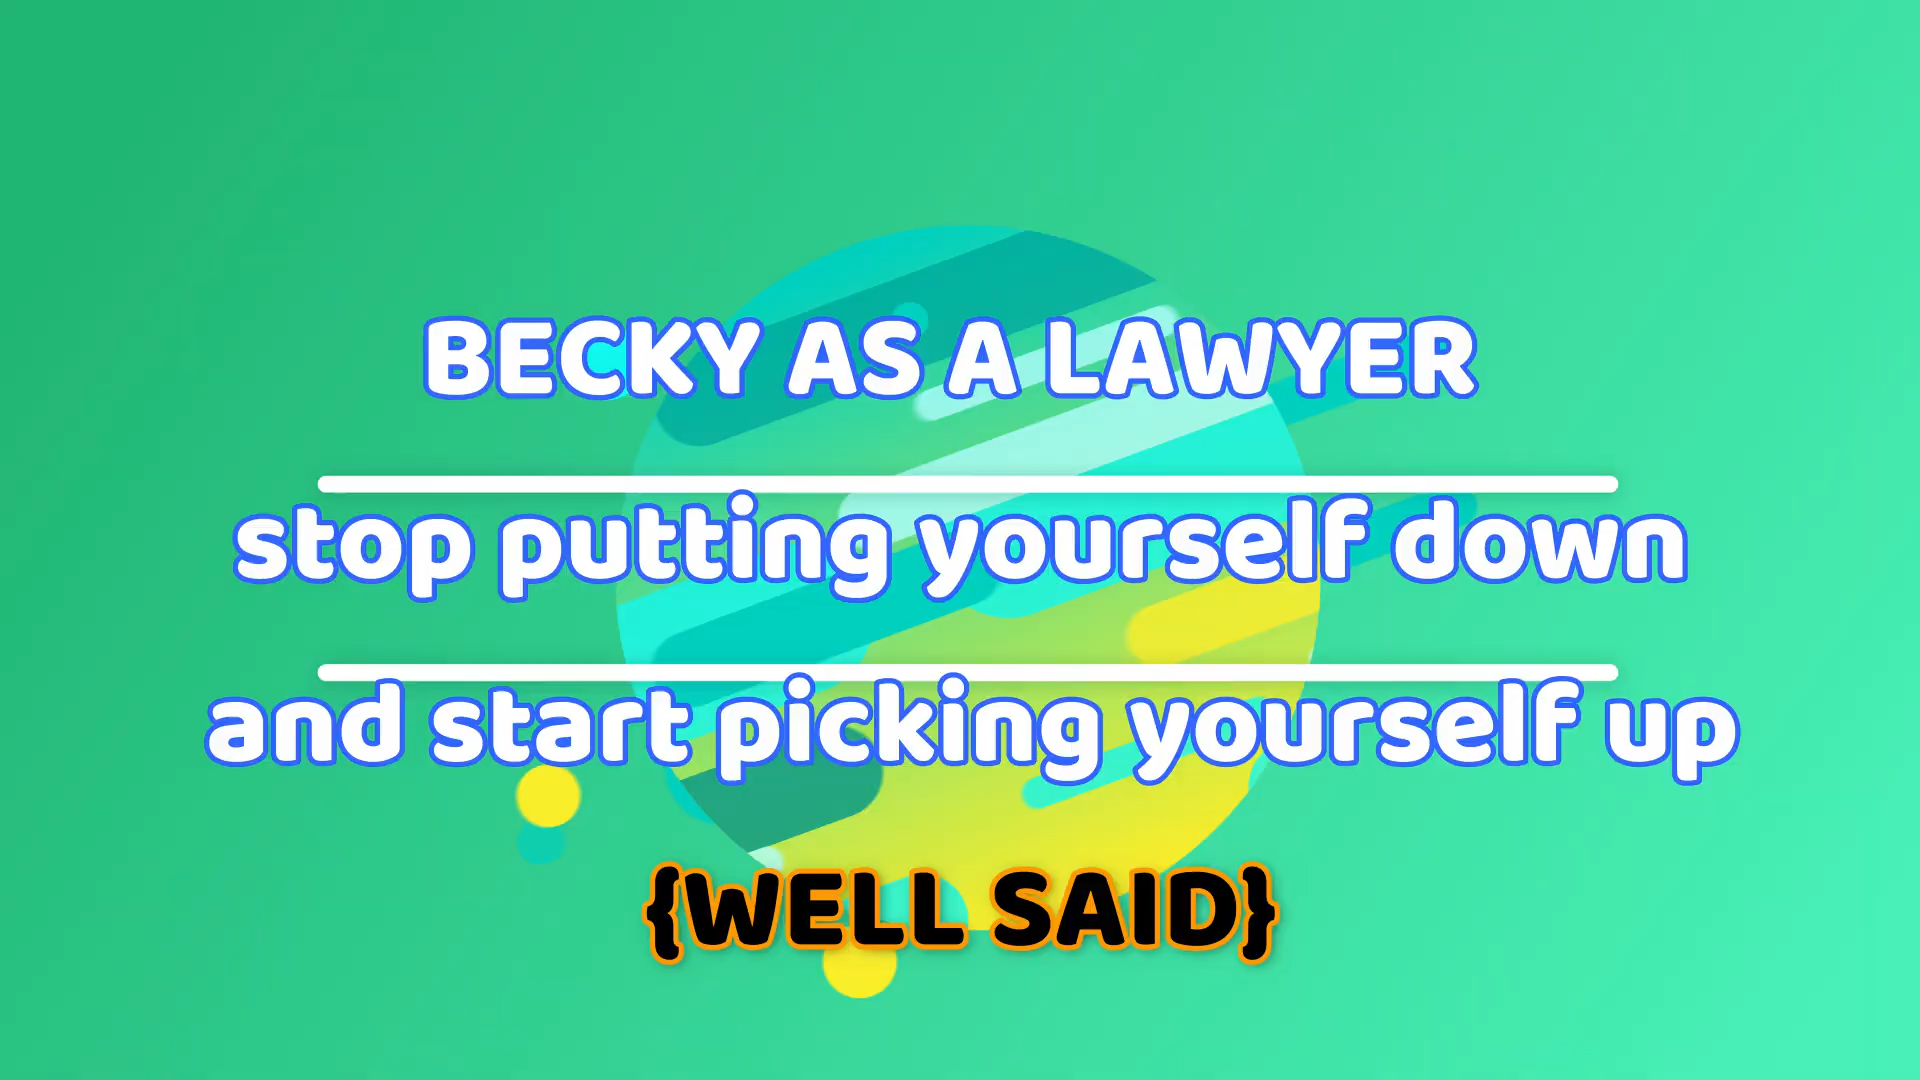 BECKY AS A LAWYER
stop putting yourself down
and start picking yourself up
{WELL SAID}